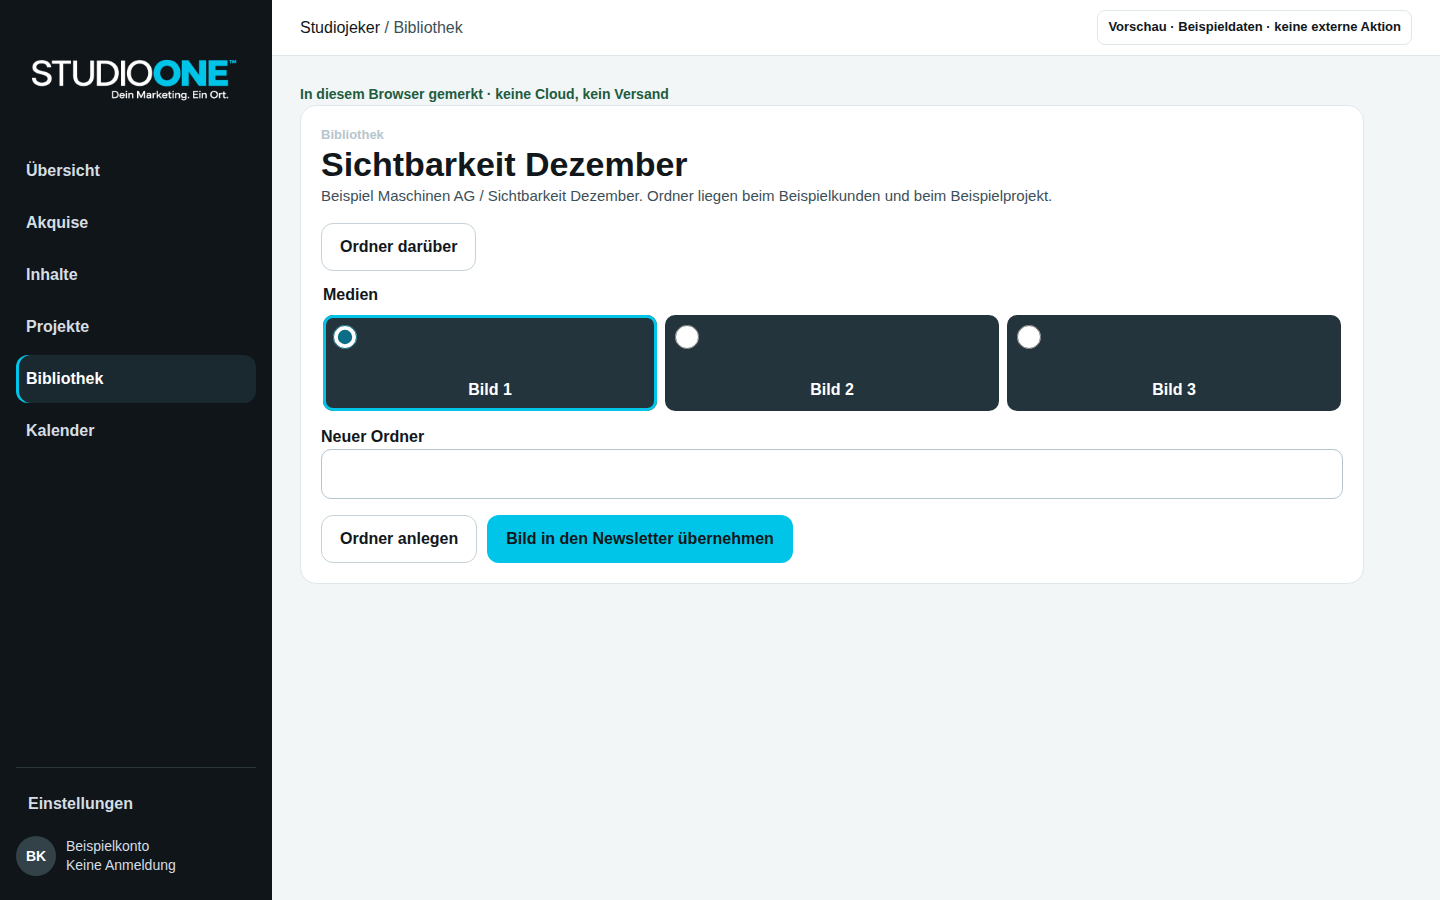 STUDIOONE™
Dein Marketing. Ein Ort.
Übersicht
Akquise
Inhalte
Projekte
Bibliothek
Kalender
Einstellungen
BK
Beispielkonto
Keine Anmeldung
Studiojeker / Bibliothek
Vorschau · Beispieldaten · keine externe Aktion
In diesem Browser gemerkt · keine Cloud, kein Versand
Bibliothek
Sichtbarkeit Dezember
Beispiel Maschinen AG / Sichtbarkeit Dezember. Ordner liegen beim Beispielkunden und beim Beispielprojekt.
Ordner darüber
Medien
Bild 1
Bild 2
Bild 3
Neuer Ordner
Ordner anlegen
Bild in den Newsletter übernehmen